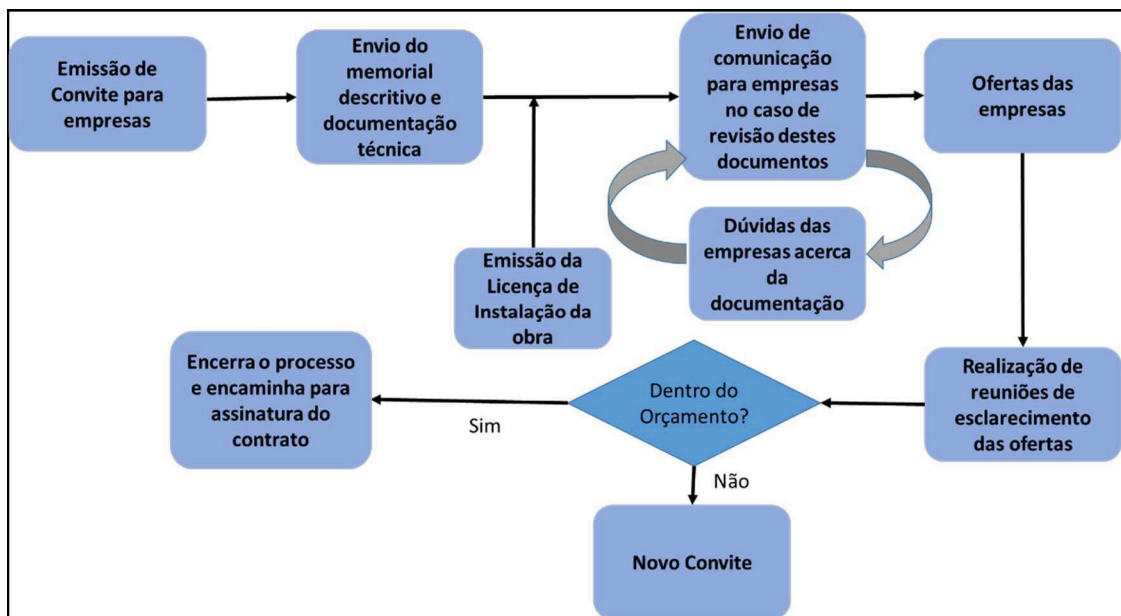 Emissão de
Convite para
empresas
Envio do
memorial
descritivo e
documentação
técnica
Envio de
comunicação
para empresas
no caso de
revisão destes
documentos
Ofertas das
empresas
Dúvidas das
empresas acerca
da
documentação
Emissão da
Licença de
Instalação da
obra
Encerra o processo
e encaminha para
assinatura do
contrato
Sim
Dentro do
Orçamento?
Realização de
reuniões de
esclarecimento
das ofertas
Não
Novo Convite